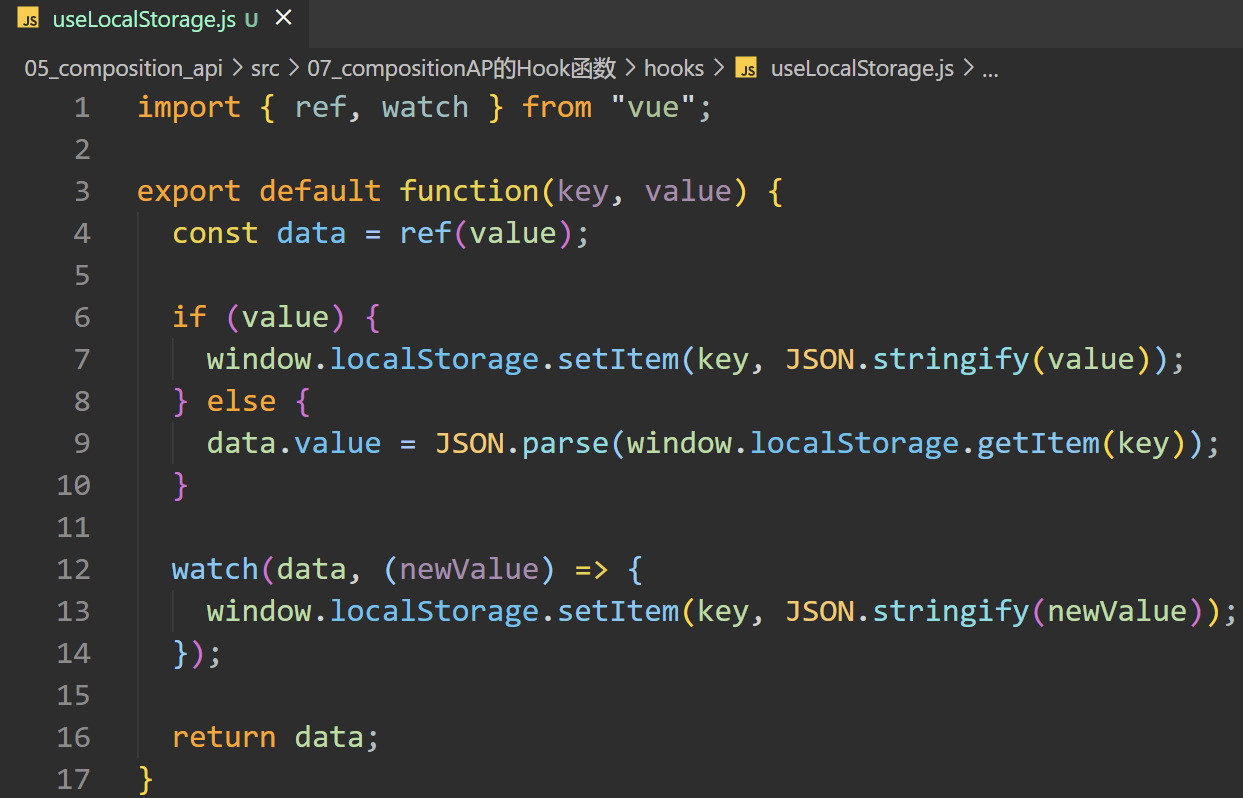 JS useLocalStorage.js U ×
05_composition_api > src > 07_compositionAP的Hook函数 > hooks > JS useLocalStorage.js > ...
1 import { ref, watch } from "vue";
2
3 export default function(key, value) {
4   const data = ref(value);
5
6   if (value) {
7     window.localStorage.setItem(key, JSON.stringify(value));
8   } else {
9     data.value = JSON.parse(window.localStorage.getItem(key));
10   }
11
12   watch(data, (newValue) => {
13     window.localStorage.setItem(key, JSON.stringify(newValue));
14   });
15
16   return data;
17 }